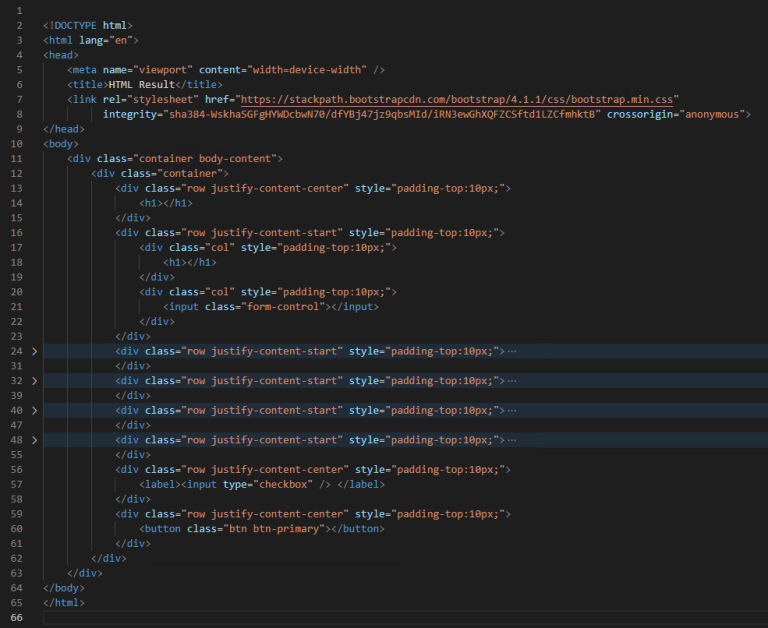 1
2 <!DOCTYPE html>
3 <html lang="en">
4 <head>
5 <meta name="viewport" content="width=device-width" />
6 <title>HTML Result</title>
7 <link rel="stylesheet" href="https://stackpath.bootstrapcdn.com/bootstrap/4.1.1/css/bootstrap.min.css"
8 integrity="sha384-WskhaSGFgHYWDcbwN70/dfYBj47jz9qbsMId/iRN3ewGhXQFZCSftd1LZCfmhktB" crossorigin="anonymous">
9 </head>
10 <body>
11 <div class="container body-content">
12 <div class="container">
13 <div class="row justify-content-center" style="padding-top:10px;">
14 <h1></h1>
15 </div>
16 <div class="row justify-content-start" style="padding-top:10px;">
17 <div class="col" style="padding-top:10px;">
18 <h1></h1>
19 </div>
20 <div class="col" style="padding-top:10px;">
21 <input class="form-control"></input>
22 </div>
23 </div>
24 > <div class="row justify-content-start" style="padding-top:10px;">···
31 </div>
32 > <div class="row justify-content-start" style="padding-top:10px;">···
39 </div>
40 > <div class="row justify-content-start" style="padding-top:10px;">···
47 </div>
48 > <div class="row justify-content-start" style="padding-top:10px;">···
55 </div>
56 <div class="row justify-content-center" style="padding-top:10px;">
57 <label><input type="checkbox" /> </label>
58 </div>
59 <div class="row justify-content-center" style="padding-top:10px;">
60 <button class="btn btn-primary"></button>
61 </div>
62 </div>
63 </div>
64 </body>
65 </html>
66